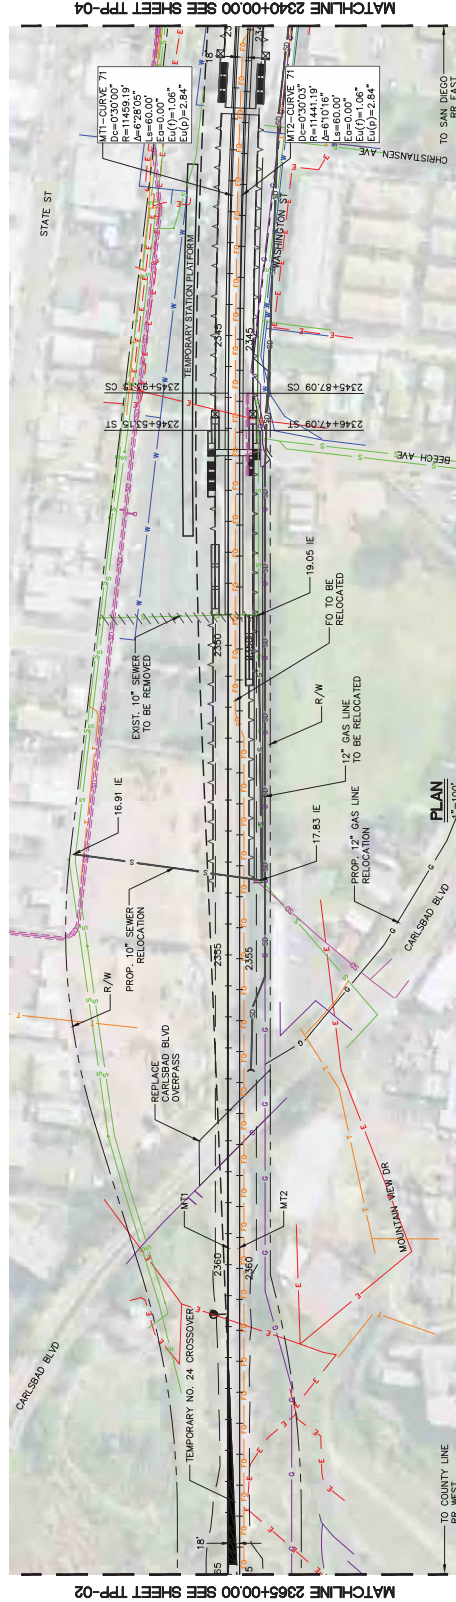 MATCHLINE 2340+00.00 SEE SHEET TPP-04
MATCHLINE 2365+00.00 SEE SHEET TPP-02
CARLSBAD BLVD
STATE ST
TO COUNTY LINE
RR WEST
TO SAN DIEGO
RR EAST
18'
TEMPORARY NO. 24 CROSSOVER
MT1
MT2
2360
2360
REPLACE
CARLSBAD BLVD
OVERPASS
R/W
PROP. 10" SEWER
RELOCATION
16.91 IE
2355
2355
MOUNTAIN VIEW DR
CARLSBAD BLVD
PROP. 12" GAS LINE
RELOCATION
17.83 IE
12" GAS LINE
TO BE RELOCATED
R/W
FO TO BE
RELOCATED
19.05 IE
EXIST. 10" SEWER
TO BE REMOVED
2350
TEMPORARY STATION PLATFORM
2346+53.15 ST
2345+93.15 CS
2346+47.09 ST
2345+87.09 CS
2345
2345
BEECH AVE
WASHINGTON ST
CHRISTIANSEN AVE
MT1-CURVE 71
Dc=0°30'00"
R=11459.19'
Δ=6°28'05"
Ls=60.00'
Ea=0.00"
Eu(f)=1.06"
Eu(p)=2.84"
MT2-CURVE 71
Dc=0°30'03"
R=11441.19'
Δ=6°10'16"
Ls=60.00'
Ea=0.00"
Eu(f)=1.06"
Eu(p)=2.84"
18'
PLAN
1"=100'